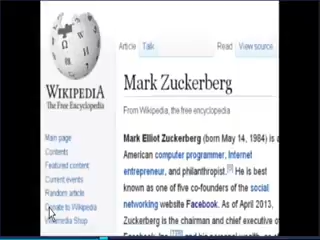 WIKIPEDIA
The Free Encyclopedia
Main page
Contents
Featured content
Current events
Random article
Donate to Wikipedia
Wikimedia Shop
Article Talk Read View source
Mark Zuckerberg
From Wikipedia, the free encyclopedia
Mark Elliot Zuckerberg (born May 14, 1984) is a
American computer programmer, Internet
entrepreneur, and philanthropist. He is best
known as one of five co-founders of the social
networking website Facebook. As of April 2013,
Zuckerberg is the chairman and chief executive o